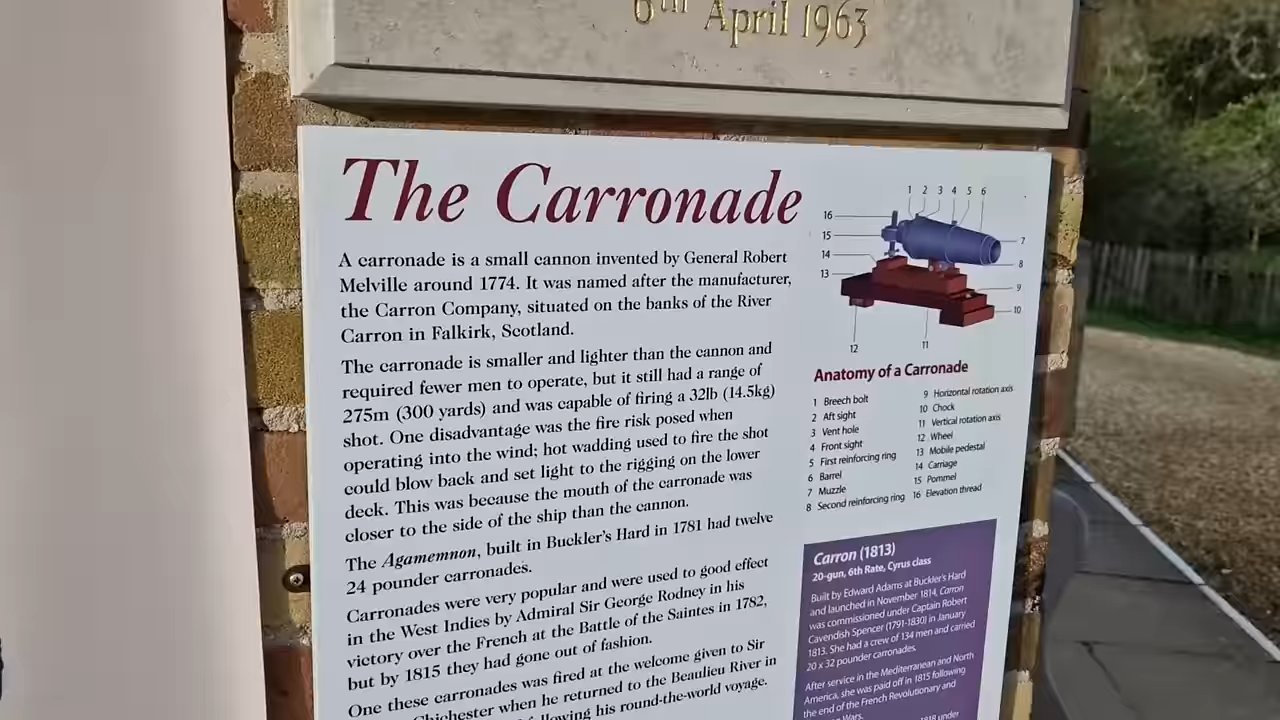 6th April 1963
The Carronade
A carronade is a small cannon invented by General Robert
Melville around 1774. It was named after the manufacturer,
the Carron Company, situated on the banks of the River
Carron in Falkirk, Scotland.
The carronade is smaller and lighter than the cannon and
required fewer men to operate, but it still had a range of
275m (300 yards) and was capable of firing a 32lb (14.5kg)
shot. One disadvantage was the fire risk posed when
operating into the wind; hot wadding used to fire the shot
could blow back and set light to the rigging on the lower
deck. This was because the mouth of the carronade was
closer to the side of the ship than the cannon.
The Agamemnon, built in Buckler's Hard in 1781 had twelve
24 pounder carronades.
Carronades were very popular and were used to good effect
in the West Indies by Admiral Sir George Rodney in his
victory over the French at the Battle of the Saintes in 1782,
but by 1815 they had gone out of fashion.
One these carronades was fired at the welcome given to Sir
Chichester when he returned to the Beaulieu River in
following his round-the-world voyage.
1 2 3 4 5 6
16
15
14
13
7
8
9
10
12
11
Anatomy of a Carronade
1 Breech bolt
2 Aft sight
3 Vent hole
4 Front sight
5 First reinforcing ring
6 Barrel
7 Muzzle
8 Second reinforcing ring
9 Horizontal rotation axis
10 Chock
11 Vertical rotation axis
12 Wheel
13 Mobile pedestal
14 Carriage
15 Pommel
16 Elevation thread
Carron (1813)
20-gun, 6th Rate, Cyrus class
Built by Edward Adams at Buckler's Hard
and launched in November 1814, Carron
was commissioned under Captain Robert
Cavendish Spencer (1791-1830) in January
1813. She had a crew of 134 men and carried
20 x 32 pounder carronades.
After service in the Mediterranean and North
America, she was paid off in 1815 following
the end of the French Revolutionary and
Wars.
1818 under